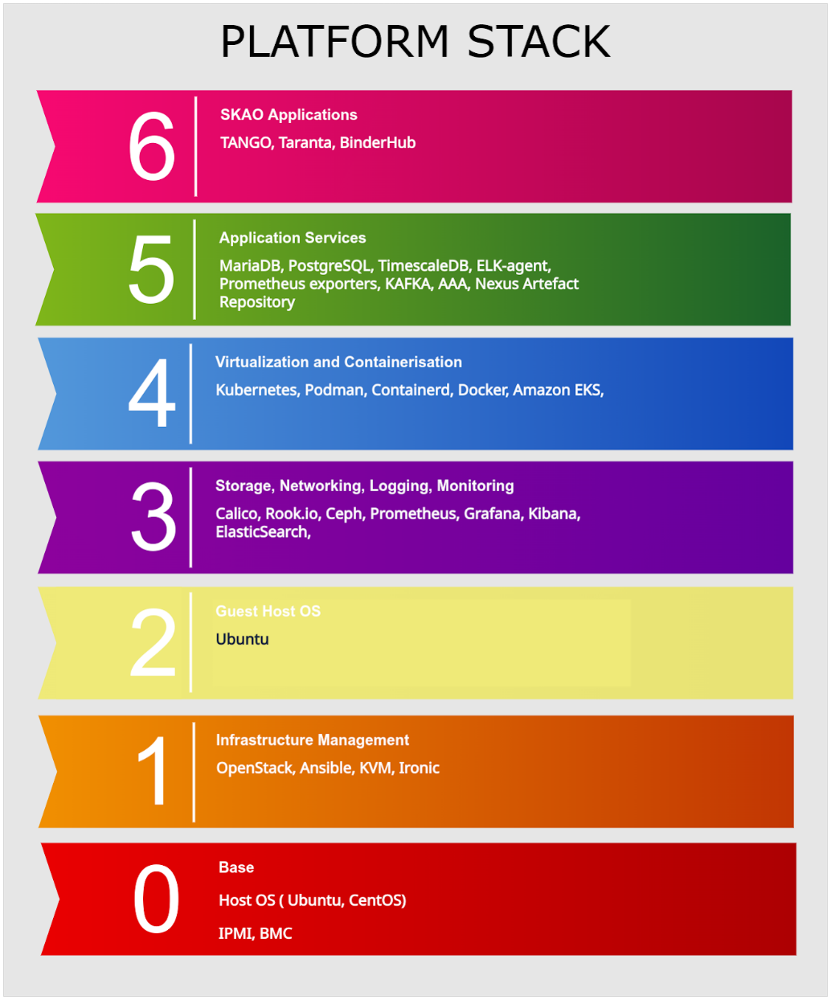 PLATFORM STACK
6
SKAO Applications
TANGO, Taranta, BinderHub
5
Application Services
MariaDB, PostgreSQL, TimescaleDB, ELK-agent,
Prometheus exporters, KAFKA, AAA, Nexus Artefact
Repository
4
Virtualization and Containerisation
Kubernetes, Podman, Containerd, Docker, Amazon EKS,
3
Storage, Networking, Logging, Monitoring
Calico, Rook.io, Ceph, Prometheus, Grafana, Kibana,
ElasticSearch,
2
Guest Host OS
Ubuntu
1
Infrastructure Management
OpenStack, Ansible, KVM, Ironic
0
Base
Host OS ( Ubuntu, CentOS)
IPMI, BMC